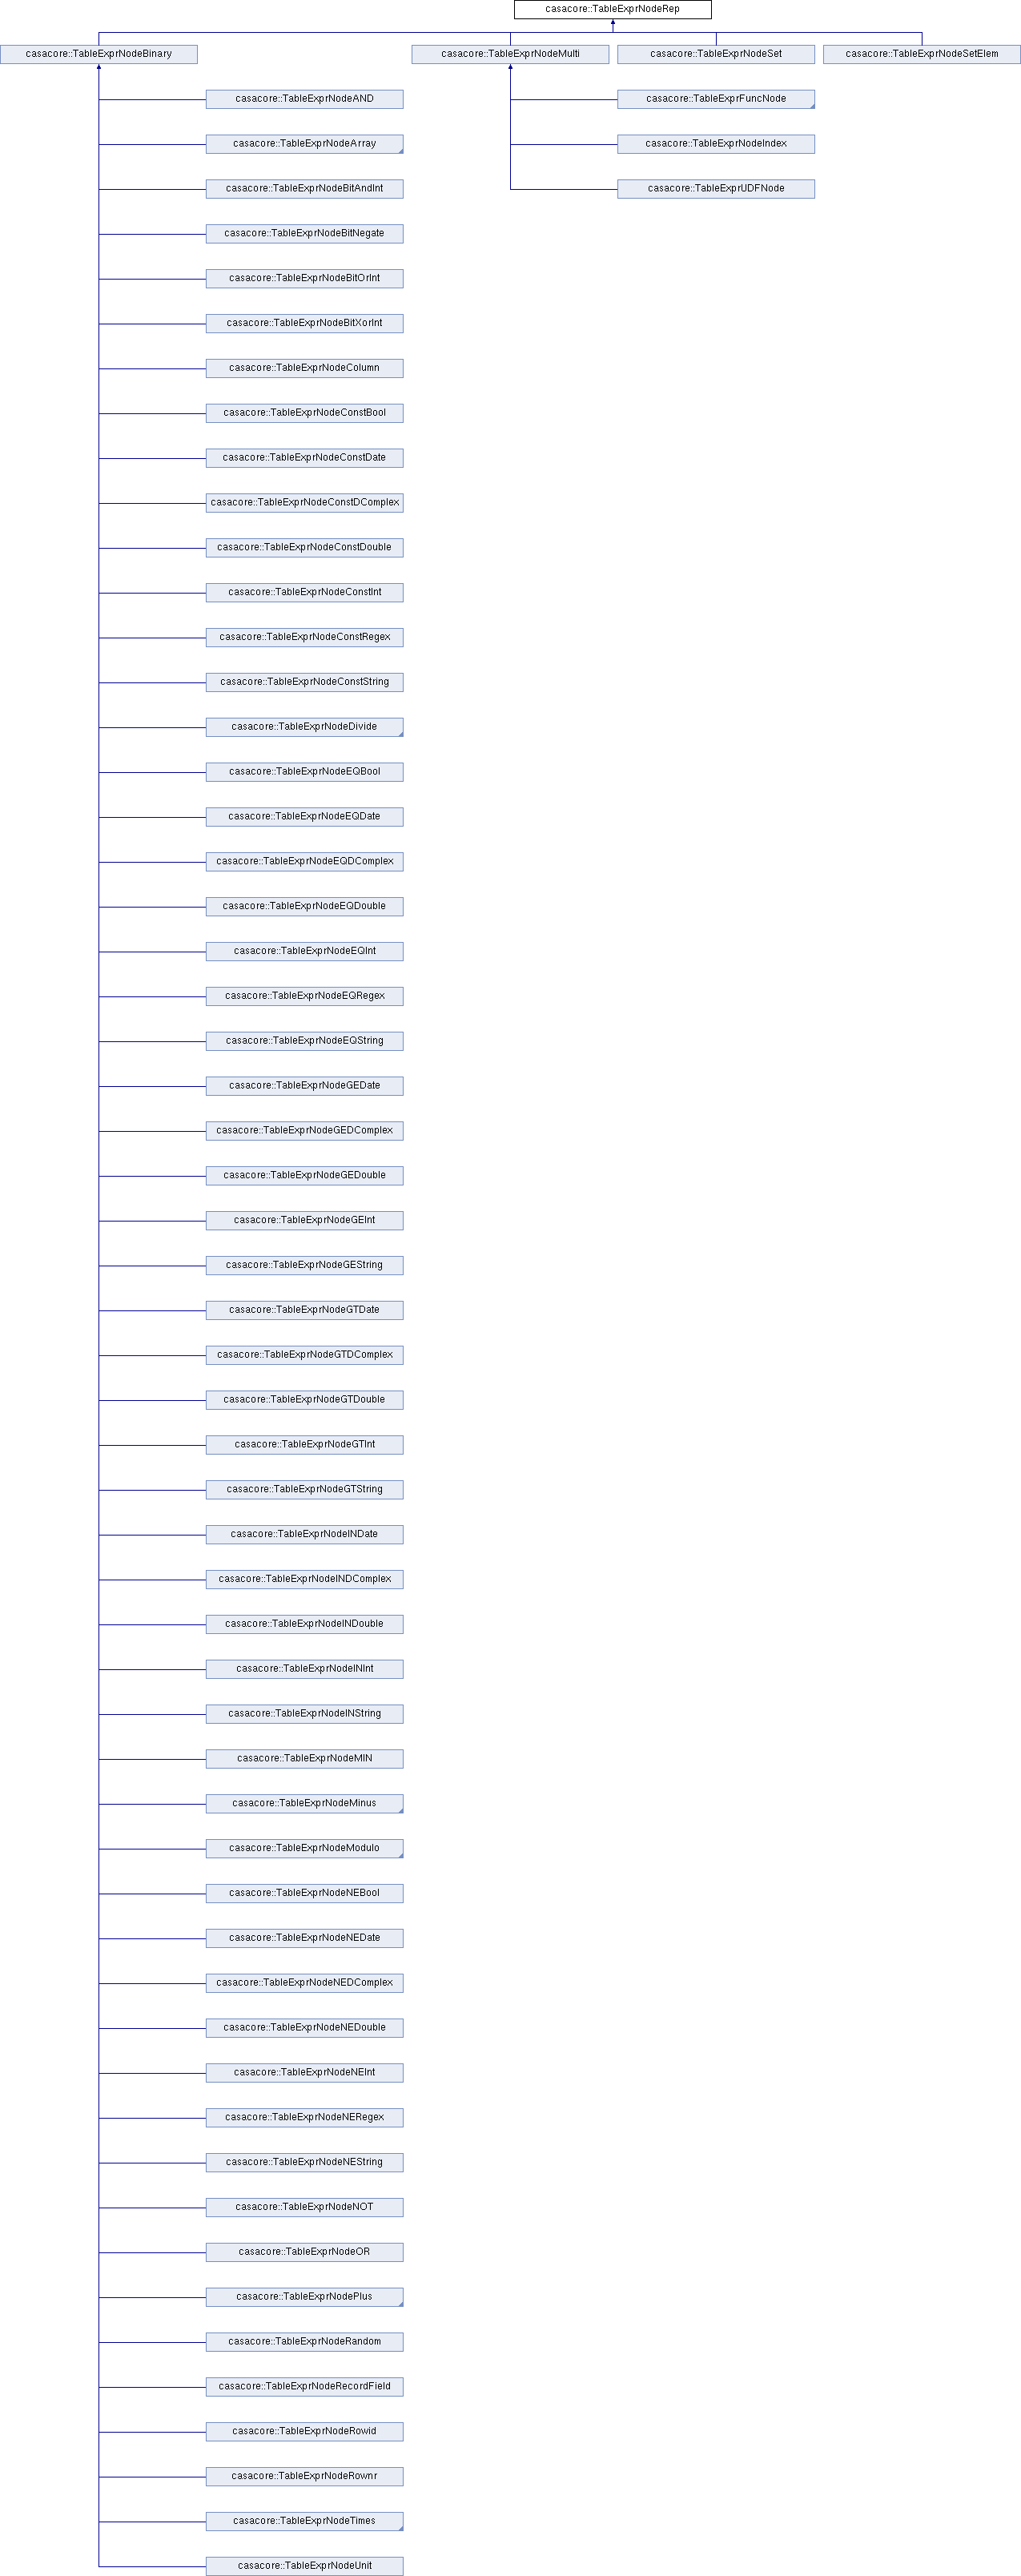 casacore::TableExprNodeRep
casacore::TableExprNodeBinary
casacore::TableExprNodeMulti
casacore::TableExprNodeSet
casacore::TableExprNodeSetElem
casacore::TableExprNodeAND
casacore::TableExprFuncNode
casacore::TableExprNodeArray
casacore::TableExprNodeIndex
casacore::TableExprNodeBitAndInt
casacore::TableExprUDFNode
casacore::TableExprNodeBitNegate
casacore::TableExprNodeBitOrInt
casacore::TableExprNodeBitXorInt
casacore::TableExprNodeColumn
casacore::TableExprNodeConstBool
casacore::TableExprNodeConstDate
casacore::TableExprNodeConstDComplex
casacore::TableExprNodeConstDouble
casacore::TableExprNodeConstInt
casacore::TableExprNodeConstRegex
casacore::TableExprNodeConstString
casacore::TableExprNodeDivide
casacore::TableExprNodeEQBool
casacore::TableExprNodeEQDate
casacore::TableExprNodeEQDComplex
casacore::TableExprNodeEQDouble
casacore::TableExprNodeEQInt
casacore::TableExprNodeEQRegex
casacore::TableExprNodeEQString
casacore::TableExprNodeGEDate
casacore::TableExprNodeGEDComplex
casacore::TableExprNodeGEDouble
casacore::TableExprNodeGEInt
casacore::TableExprNodeGEString
casacore::TableExprNodeGTDate
casacore::TableExprNodeGTDComplex
casacore::TableExprNodeGTDouble
casacore::TableExprNodeGTInt
casacore::TableExprNodeGTString
casacore::TableExprNodeINDate
casacore::TableExprNodeINDComplex
casacore::TableExprNodeINDouble
casacore::TableExprNodeINInt
casacore::TableExprNodeINString
casacore::TableExprNodeMIN
casacore::TableExprNodeMinus
casacore::TableExprNodeModulo
casacore::TableExprNodeNEBool
casacore::TableExprNodeNEDate
casacore::TableExprNodeNEDComplex
casacore::TableExprNodeNEDouble
casacore::TableExprNodeNEInt
casacore::TableExprNodeNERegex
casacore::TableExprNodeNEString
casacore::TableExprNodeNOT
casacore::TableExprNodeOR
casacore::TableExprNodePlus
casacore::TableExprNodeRandom
casacore::TableExprNodeRecordField
casacore::TableExprNodeRowid
casacore::TableExprNodeRownr
casacore::TableExprNodeTimes
casacore::TableExprNodeUnit